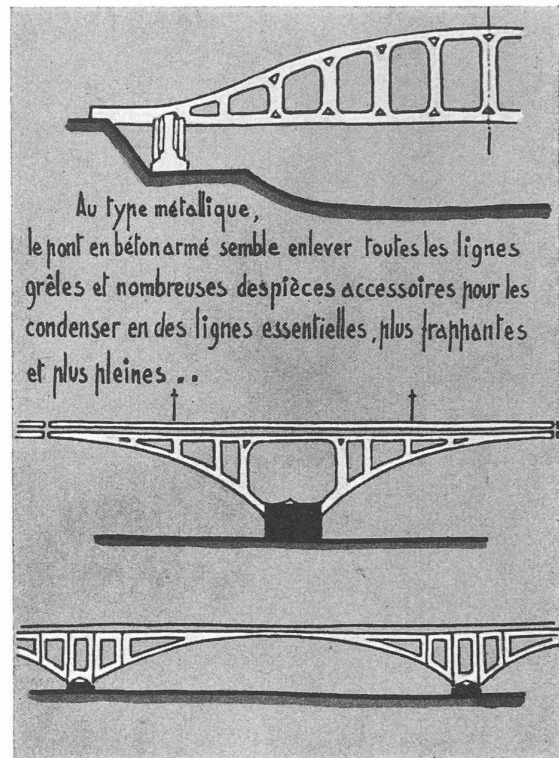 Au type métallique,
le pont en béton armé semble enlever toutes les lignes
grêles et nombreuses des pièces accessoires pour les
condenser en des lignes essentielles, plus frappantes
et plus pleines . .